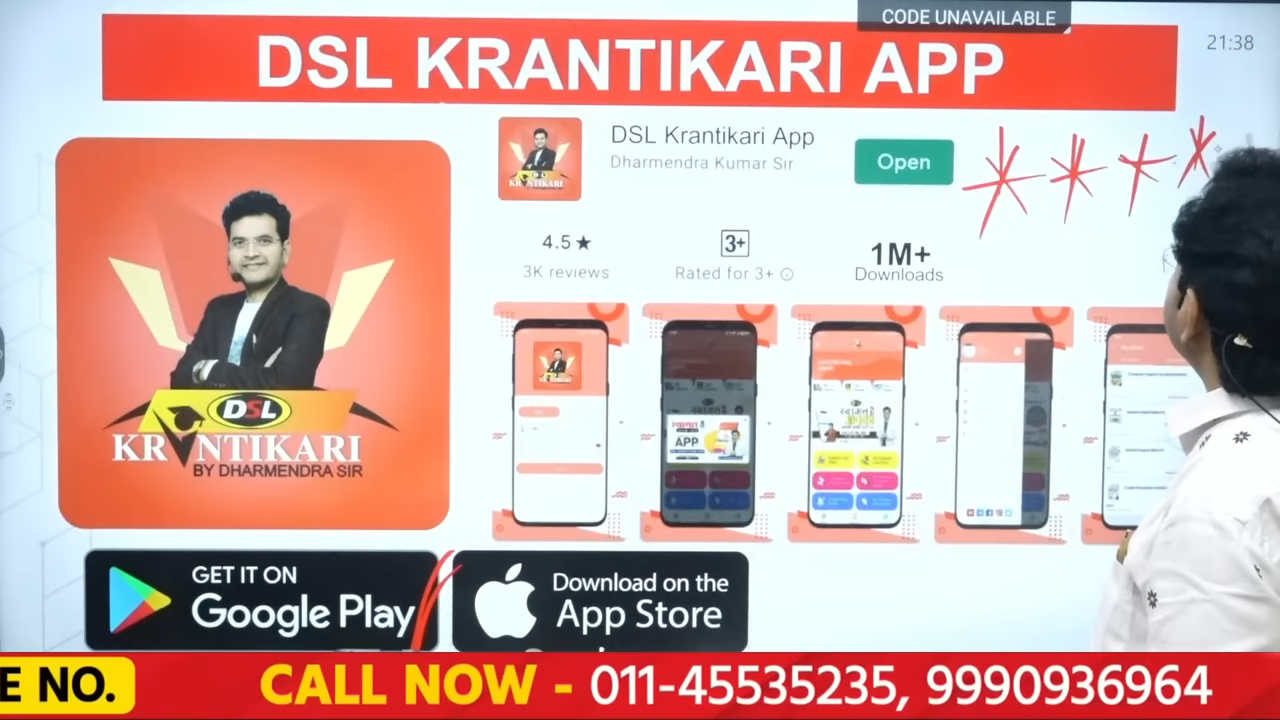 CODE UNAVAILABLE
21:38
DSL KRANTIKARI APP
DSL Krantikari App
Dharmendra Kumar Sir
Open
4.5★
3K reviews
3+
Rated for 3+
1M+
Downloads
DSL
KRANTIKARI
BY DHARMENDRA SIR
APP
GET IT ON
Google Play
Download on the
App Store
E NO.
CALL NOW - 011-45535235, 9990936964